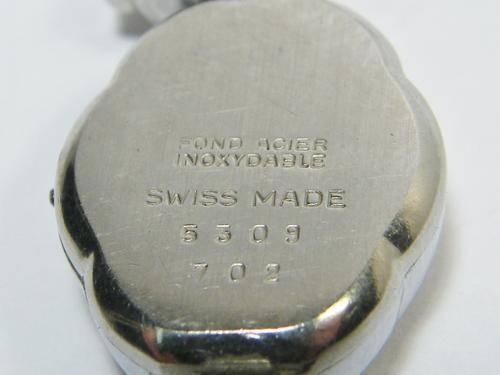 FOND ACIER
INOXYDABLE
SWISS MADE
5309
702